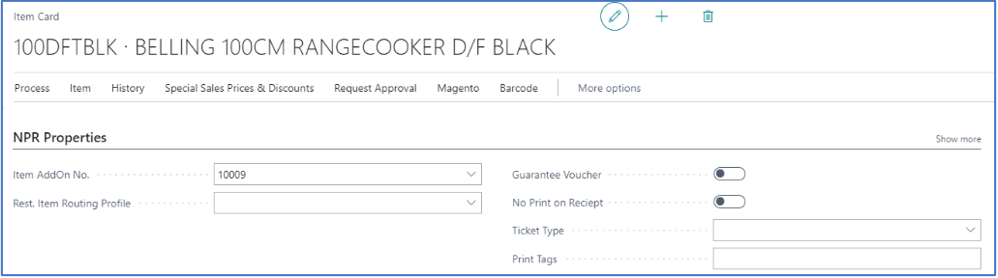 Item Card
100DFTBLK · BELLING 100CM RANGECOOKER D/F BLACK
Process Item History Special Sales Prices & Discounts Request Approval Magento Barcode More options
NPR Properties Show more
Item AddOn No. 10009 Guarantee Voucher
Rest. Item Routing Profile No Print on Reciept
Ticket Type
Print Tags